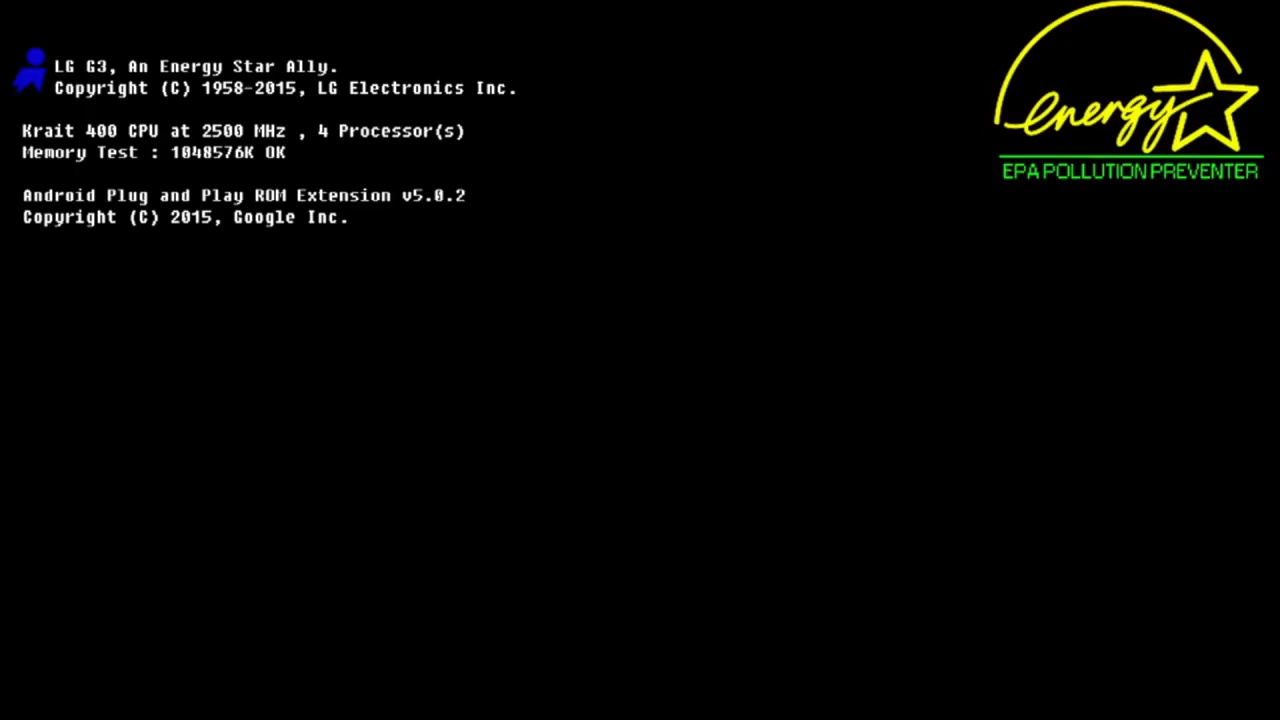 LG G3, An Energy Star Ally.
Copyright (C) 1958-2015, LG Electronics Inc.
Krait 400 CPU at 2500 MHz , 4 Processor(s)
Memory Test : 1048576K OK
Android Plug and Play ROM Extension v5.0.2
Copyright (C) 2015, Google Inc.
energy
EPA POLLUTION PREVENTER